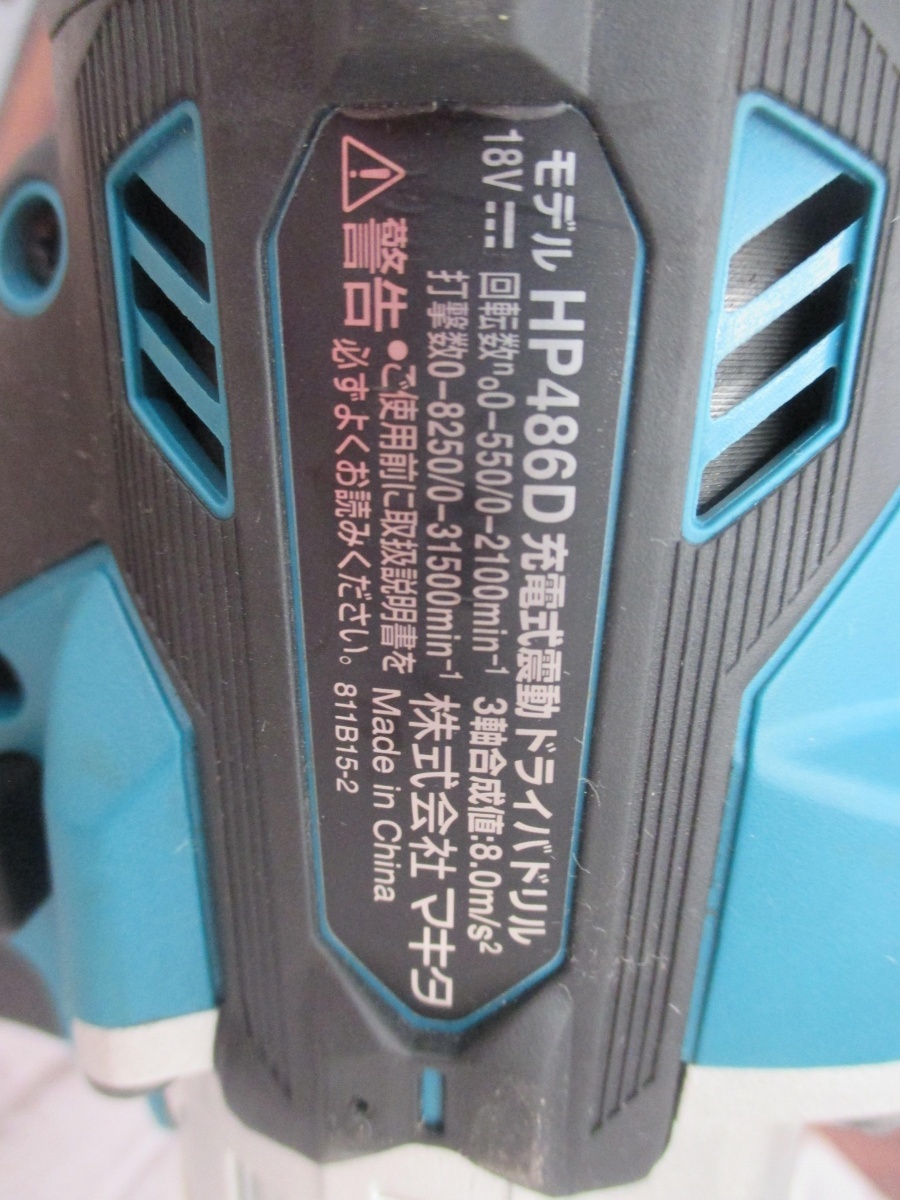 モデル HP486D 充電式震動ドライバドリル
18V⎓ 回転数n₀0-550/0-2100min⁻¹ 3軸合成値:8.0m/s²
打撃数0-8250/0-31500min⁻¹ 株式会社 マキタ
⚠警告 ●ご使用前に取扱説明書を Made in China
必ずよくお読みください。 811B15-2